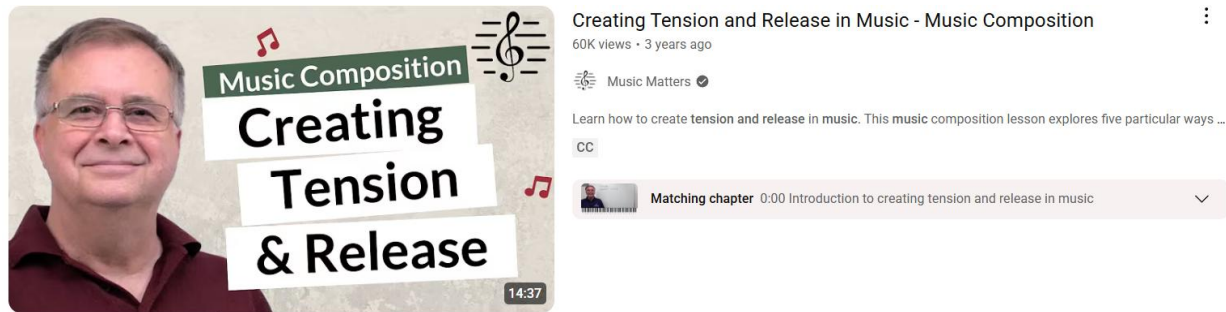 Music Composition
Creating
Tension
& Release
14:37
Creating Tension and Release in Music - Music Composition
60K views • 3 years ago
Music Matters
Learn how to create tension and release in music. This music composition lesson explores five particular ways ...
CC
Matching chapter 0:00 Introduction to creating tension and release in music